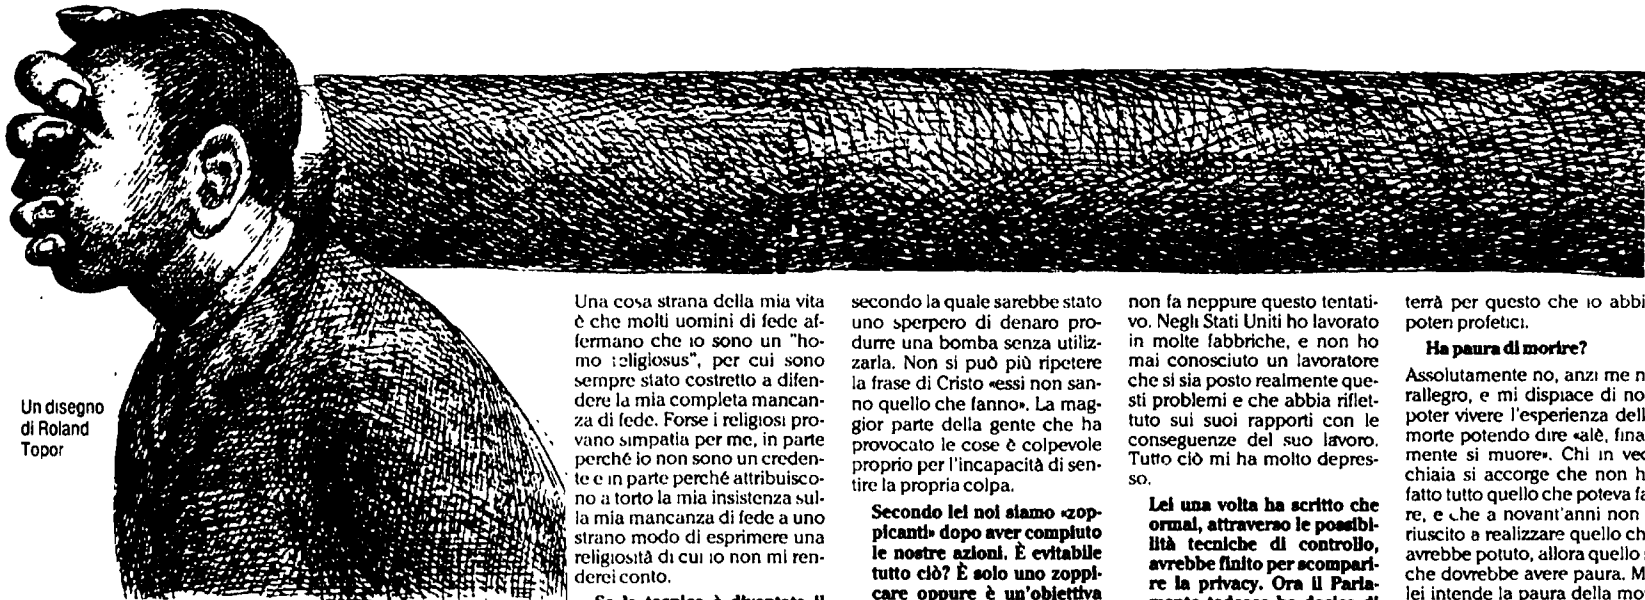 Un disegno
di Roland
Topor
Una cosa strana della mia vita
è che molti uomini di fede af-
fermano che io sono un "ho-
mo religiosus", per cui sono
sempre stato costretto a difen-
dere la mia completa mancan-
za di fede. Forse i religiosi pro-
vano simpatia per me, in parte
perché io non sono un creden-
te e in parte perché attribuisco-
no a torto la mia insistenza sul-
la mia mancanza di fede a uno
strano modo di esprimere una
religiosità di cui io non mi ren-
derei conto.
Se la tecnica è diventata il
secondo la quale sarebbe stato
uno sperpero di denaro pro-
durre una bomba senza utiliz-
zarla. Non si può più ripetere
la frase di Cristo «essi non san-
no quello che fanno». La mag-
gior parte della gente che ha
provocato le cose è colpevole
proprio per l'incapacità di sen-
tire la propria colpa.
Secondo lei noi siamo «zop-
picanti» dopo aver compiuto
le nostre azioni. È evitabile
tutto ciò? È solo uno zoppi-
care oppure è un'obiettiva
non fa neppure questo tentati-
vo. Negli Stati Uniti ho lavorato
in molte fabbriche, e non ho
mai conosciuto un lavoratore
che si sia posto realmente que-
sti problemi e che abbia riflet-
tuto sui suoi rapporti con le
conseguenze del suo lavoro.
Tutto ciò mi ha molto depres-
so.
Lei una volta ha scritto che
ormai, attraverso le possibi-
lità tecniche di controllo,
avrebbe finito per scompari-
re la privacy. Ora il Parla-
mento tedesco ha deciso di
terrà per questo che io abbi
poteri profetici.
Ha paura di morire?
Assolutamente no, anzi me n
rallegro, e mi dispiace di no
poter vivere l'esperienza dell
morte potendo dire «alè, fina
mente si muore». Chi in vec
chiaia si accorge che non h
fatto tutto quello che poteva fa
re, e che a novant'anni non
riuscito a realizzare quello ch
avrebbe potuto, allora quello
che dovrebbe avere paura. M
lei intende la paura della mo